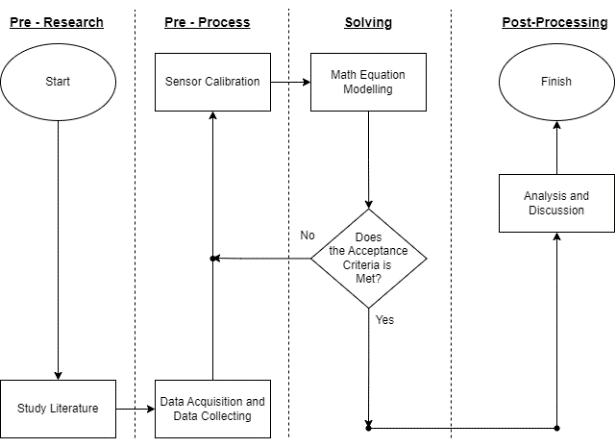 Pre - Research
Pre - Process
Solving
Post-Processing
Start
Sensor Calibration
Math Equation
Modelling
Finish
Analysis and
Discussion
No
Does
the Acceptance
Criteria is
Met?
Yes
Study Literature
Data Acquisition and
Data Collecting